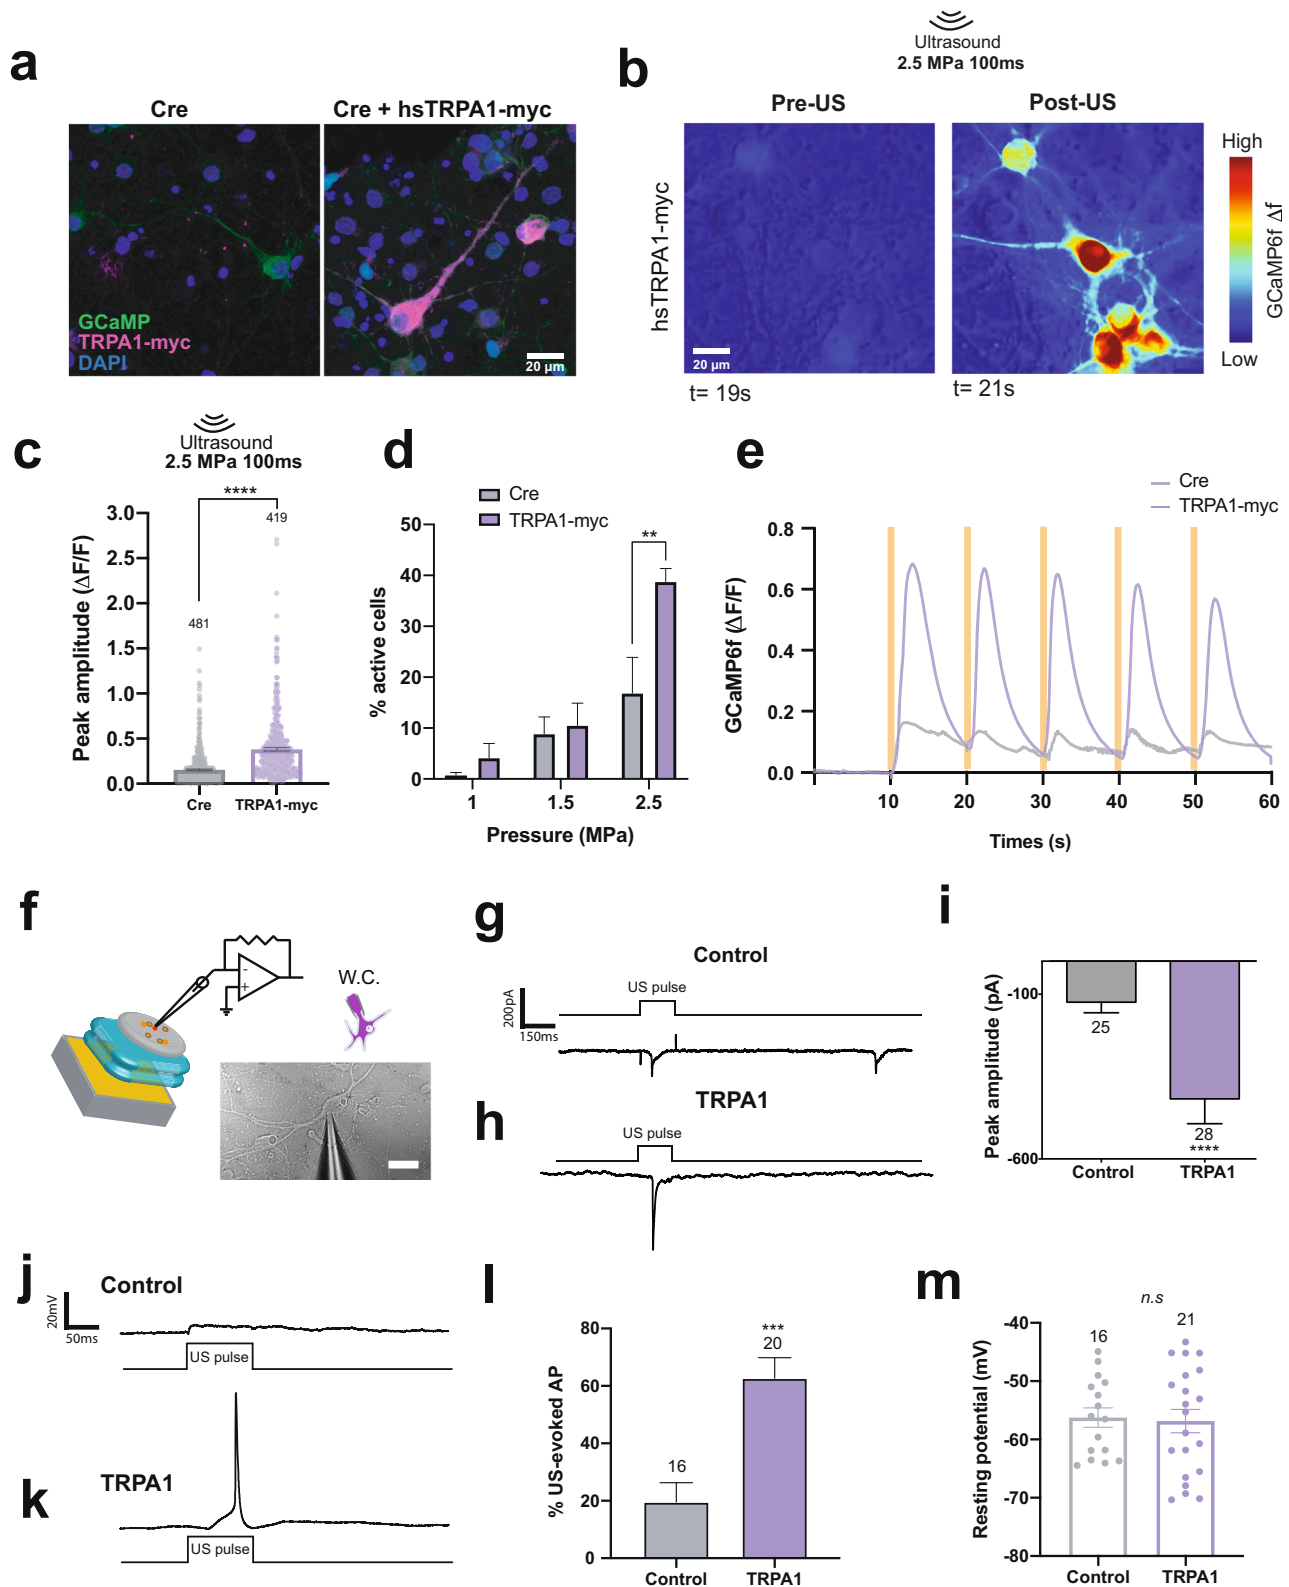 a
Cre
Cre + hsTRPA1-myc
GCaMP
TRPA1-myc
DAPI
20 µm
Ultrasound
2.5 MPa 100ms
b
Pre-US
Post-US
hsTRPA1-myc
20 µm
t= 19s
t= 21s
High
Low
GCaMP6f Δf
c
Ultrasound
2.5 MPa 100ms
****
419
481
3.0
2.5
2.0
1.5
1.0
0.5
0.0
Peak amplitude (ΔF/F)
Cre
TRPA1-myc
d
Cre
TRPA1-myc
**
50
40
30
20
10
0
% active cells
1
1.5
2.5
Pressure (MPa)
e
Cre
TRPA1-myc
0.8
0.6
0.4
0.2
0.0
GCaMP6f (ΔF/F)
10
20
30
40
50
60
Times (s)
f
-
+
W.C.
g
Control
US pulse
200pA
150ms
h
TRPA1
US pulse
i
-100
-600
Peak amplitude (pA)
25
28
****
Control
TRPA1
j
Control
20mV
50ms
US pulse
k
TRPA1
US pulse
l
80
60
40
20
0
% US-evoked AP
16
***
20
Control
TRPA1
m
n.s
16
21
-40
-50
-60
-70
-80
Resting potential (mV)
Control
TRPA1